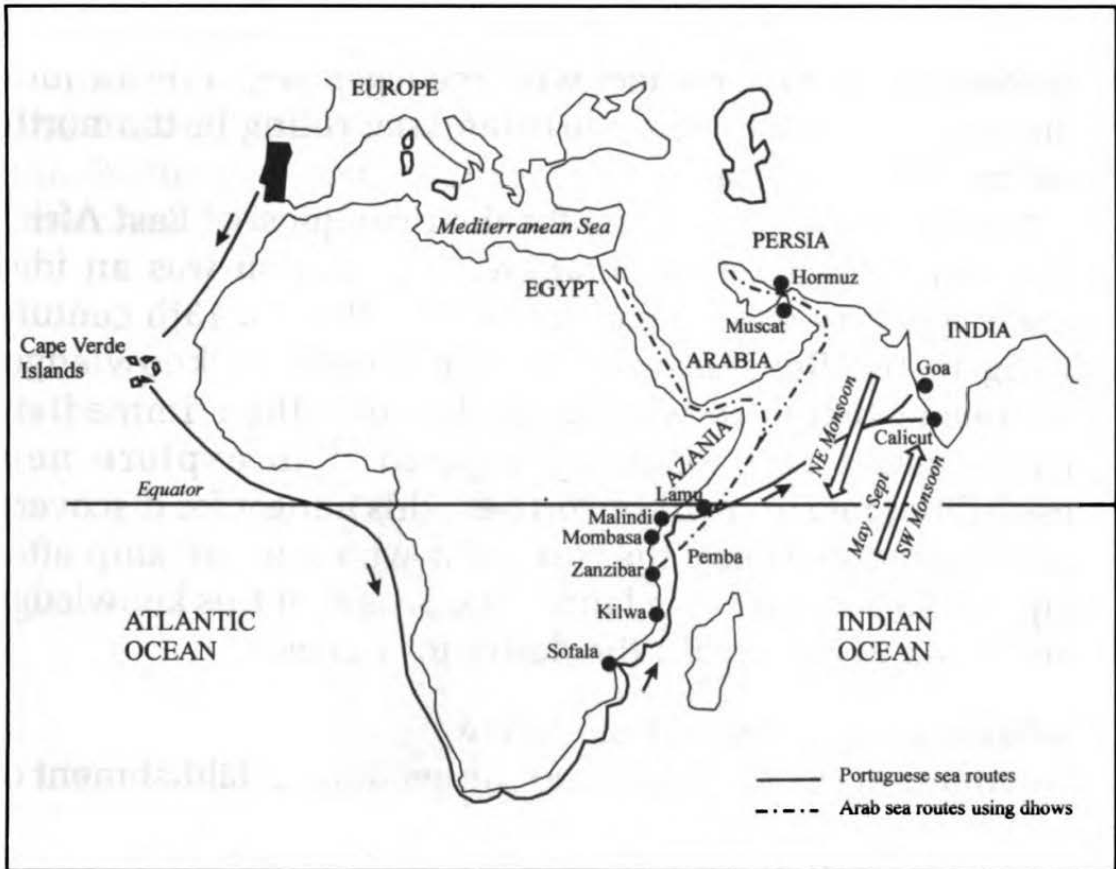 EUROPE
Mediterranean Sea
PERSIA
Hormuz
EGYPT
Muscat
INDIA
Cape Verde
Islands
ARABIA
Goa
AZANIA
NE Monsoon
Calicut
May - Sept
SW Monsoon
Equator
Lamu
Malindi
Mombasa
Pemba
Zanzibar
Kilwa
ATLANTIC
OCEAN
INDIAN
OCEAN
Sofala
Portuguese sea routes
Arab sea routes using dhows